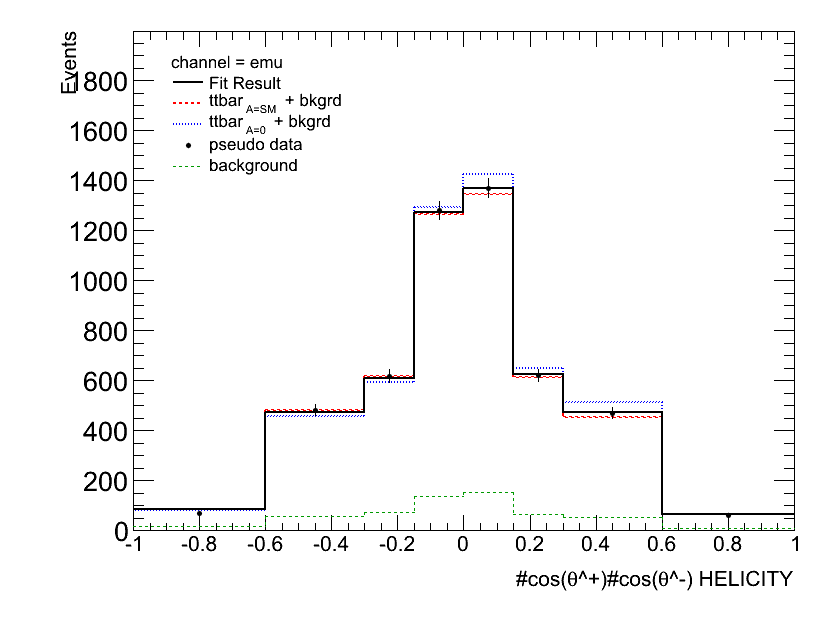 Events
channel = emu
Fit Result
ttbar A=SM + bkgrd
ttbar A=0 + bkgrd
pseudo data
background
1800
1600
1400
1200
1000
800
600
400
200
0
-1 -0.8 -0.6 -0.4 -0.2 0 0.2 0.4 0.6 0.8 1
#cos(θ^+)#cos(θ^-) HELICITY